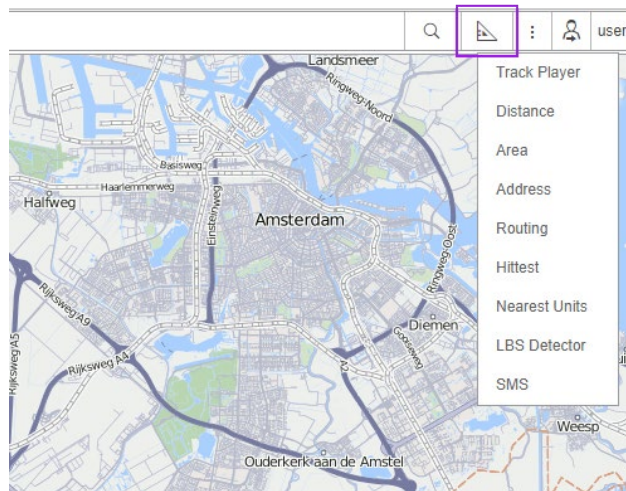 user
Track Player
Distance
Area
Address
Routing
Hittest
Nearest Units
LBS Detector
SMS
Landsmeer
Ringweg-Noord
Basisweg
Haarlemmerweg
Halfweg
Einsteinweg
Amsterdam
Ringweg-Oost
Rijksweg A9
Diemen
Gooiseweg
Rijksweg A5
Rijksweg A4
A2
Weesp
Ouderkerk aan de Amstel